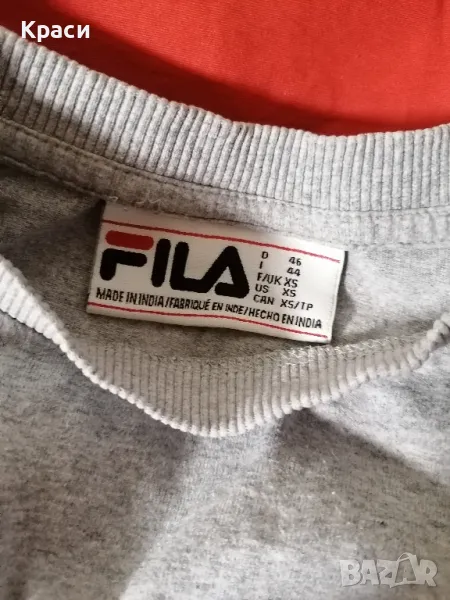 Краси
FILA
D 46
I 44
F/UK XS
US XS
CAN XS/TP
MADE IN INDIA/FABRIQUÉ EN INDE/HECHO EN INDIA
BAZAR